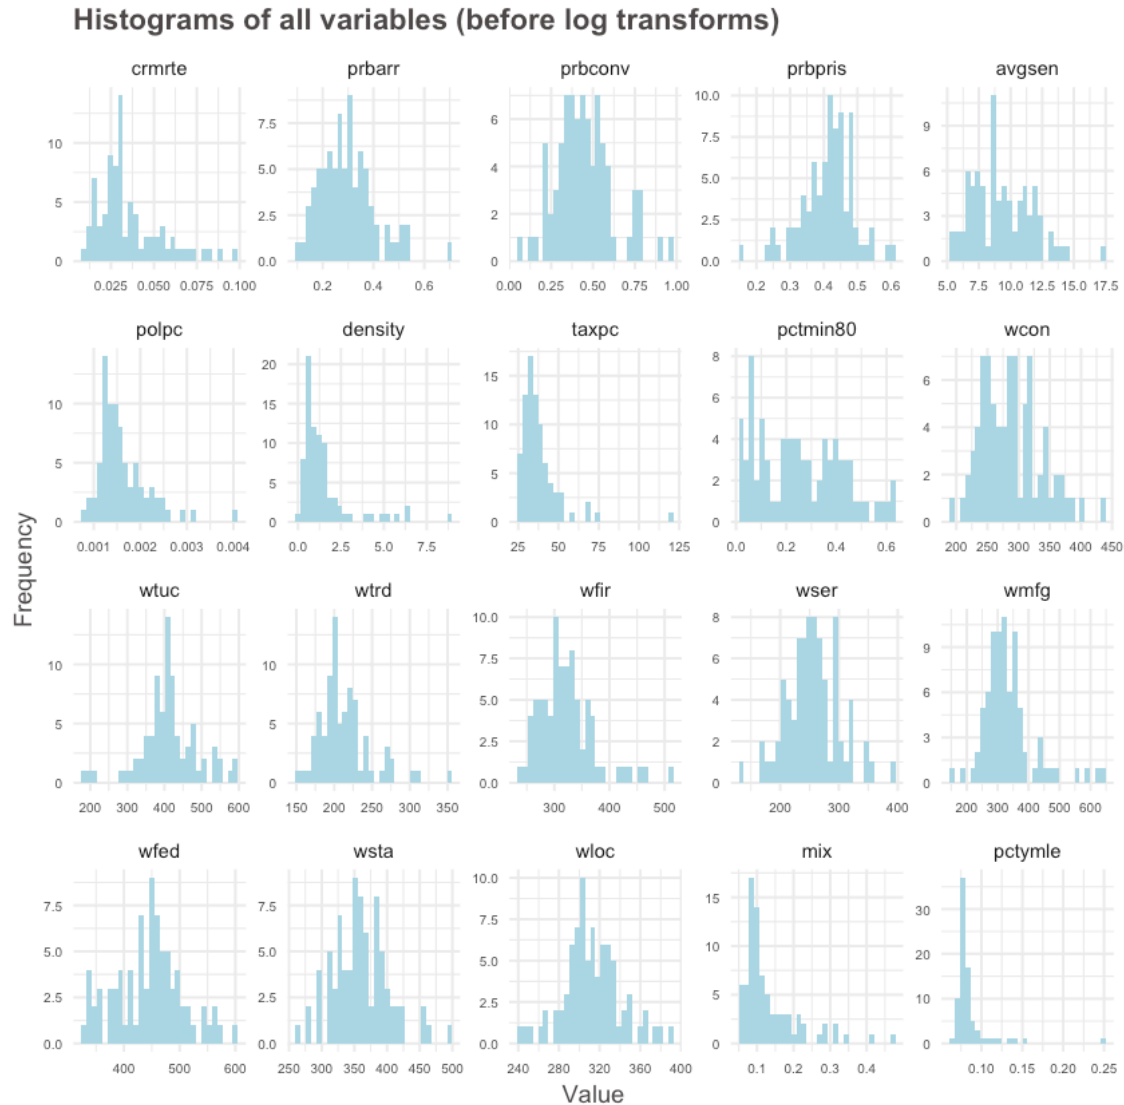 Histograms of all variables (before log transforms)
crmrte prbarr prbconv prbpris avgsen
10 5 0
7.5 5.0 2.5 0.0
6 4 2 0
10.0 7.5 5.0 2.5 0.0
9 6 3 0
0.025 0.050 0.075 0.100
0.2 0.4 0.6
0.00 0.25 0.50 0.75 1.00
0.2 0.3 0.4 0.5 0.6
5.0 7.5 10.0 12.5 15.0 17.5
polpc density taxpc pctmin80 wcon
10 5 0
20 15 10 5 0
15 10 5 0
8 6 4 2 0
6 4 2 0
0.001 0.002 0.003 0.004
0.0 2.5 5.0 7.5
25 50 75 100 125
0.0 0.2 0.4 0.6
200 250 300 350 400 450
Frequency
wtuc wtrd wfir wser wmfg
10 5 0
10 5 0
10.0 7.5 5.0 2.5 0.0
8 6 4 2 0
9 6 3 0
200 300 400 500 600
150 200 250 300 350
300 400 500
200 300 400
200 300 400 500 600
wfed wsta wloc mix pctymle
7.5 5.0 2.5 0.0
7.5 5.0 2.5 0.0
10.0 7.5 5.0 2.5 0.0
15 10 5 0
30 20 10 0
400 500 600
250 300 350 400 450 500
240 280 320 360 400
0.1 0.2 0.3 0.4
0.10 0.15 0.20 0.25
Value